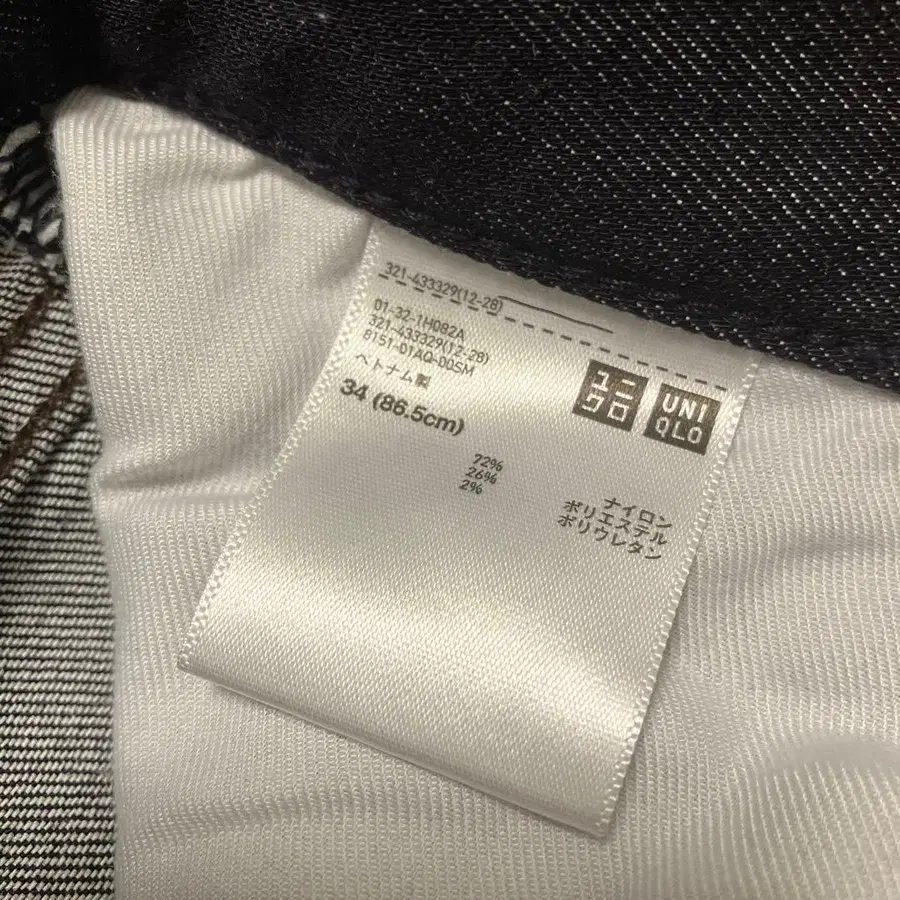 321-433329(12-28)
01-32-1H082A
321-433329(12-28)
8151-01AQ-00SM
ベトナム製
34 (86.5cm)
ユニ
クロ
UNI
QLO
72% ナイロン
26% ポリエステル
2% ポリウレタン